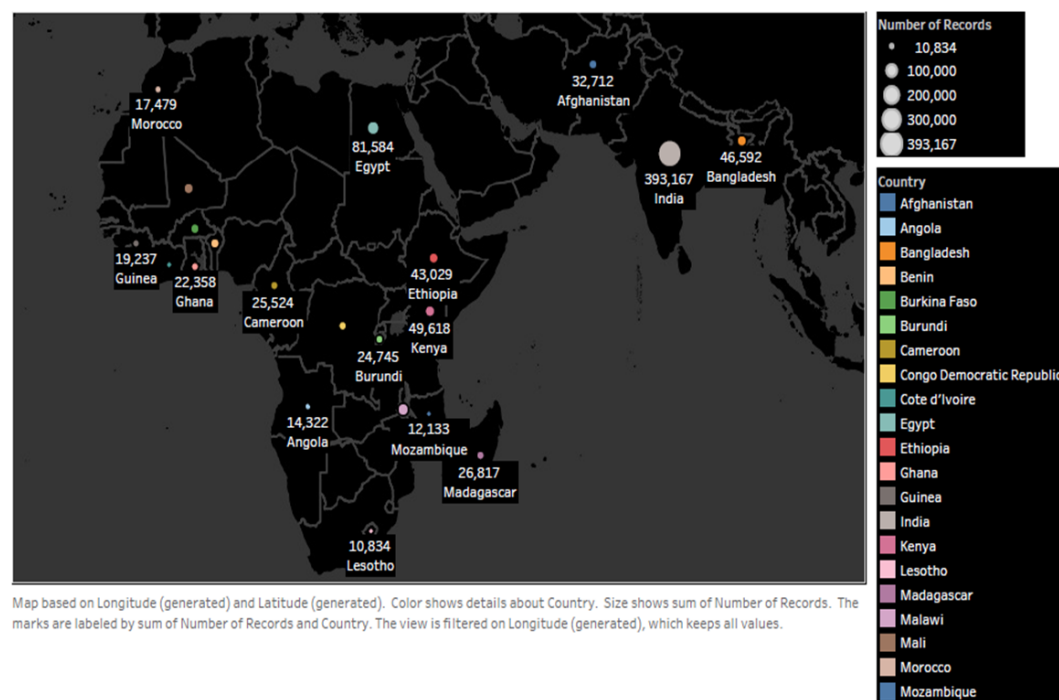 17,479
Morocco
81,584
Egypt
32,712
Afghanistan
393,167
India
46,592
Bangladesh
19,237
Guinea
22,358
Ghana
25,524
Cameroon
43,029
Ethiopia
49,618
Kenya
24,745
Burundi
14,322
Angola
12,133
Mozambique
26,817
Madagascar
10,834
Lesotho
Map based on Longitude (generated) and Latitude (generated). Color shows details about Country. Size shows sum of Number of Records. The
marks are labeled by sum of Number of Records and Country. The view is filtered on Longitude (generated), which keeps all values.
Number of Records
10,834
100,000
200,000
300,000
393,167
Country
Afghanistan
Angola
Bangladesh
Benin
Burkina Faso
Burundi
Cameroon
Congo Democratic Republic
Cote d'Ivoire
Egypt
Ethiopia
Ghana
Guinea
India
Kenya
Lesotho
Madagascar
Malawi
Mali
Morocco
Mozambique